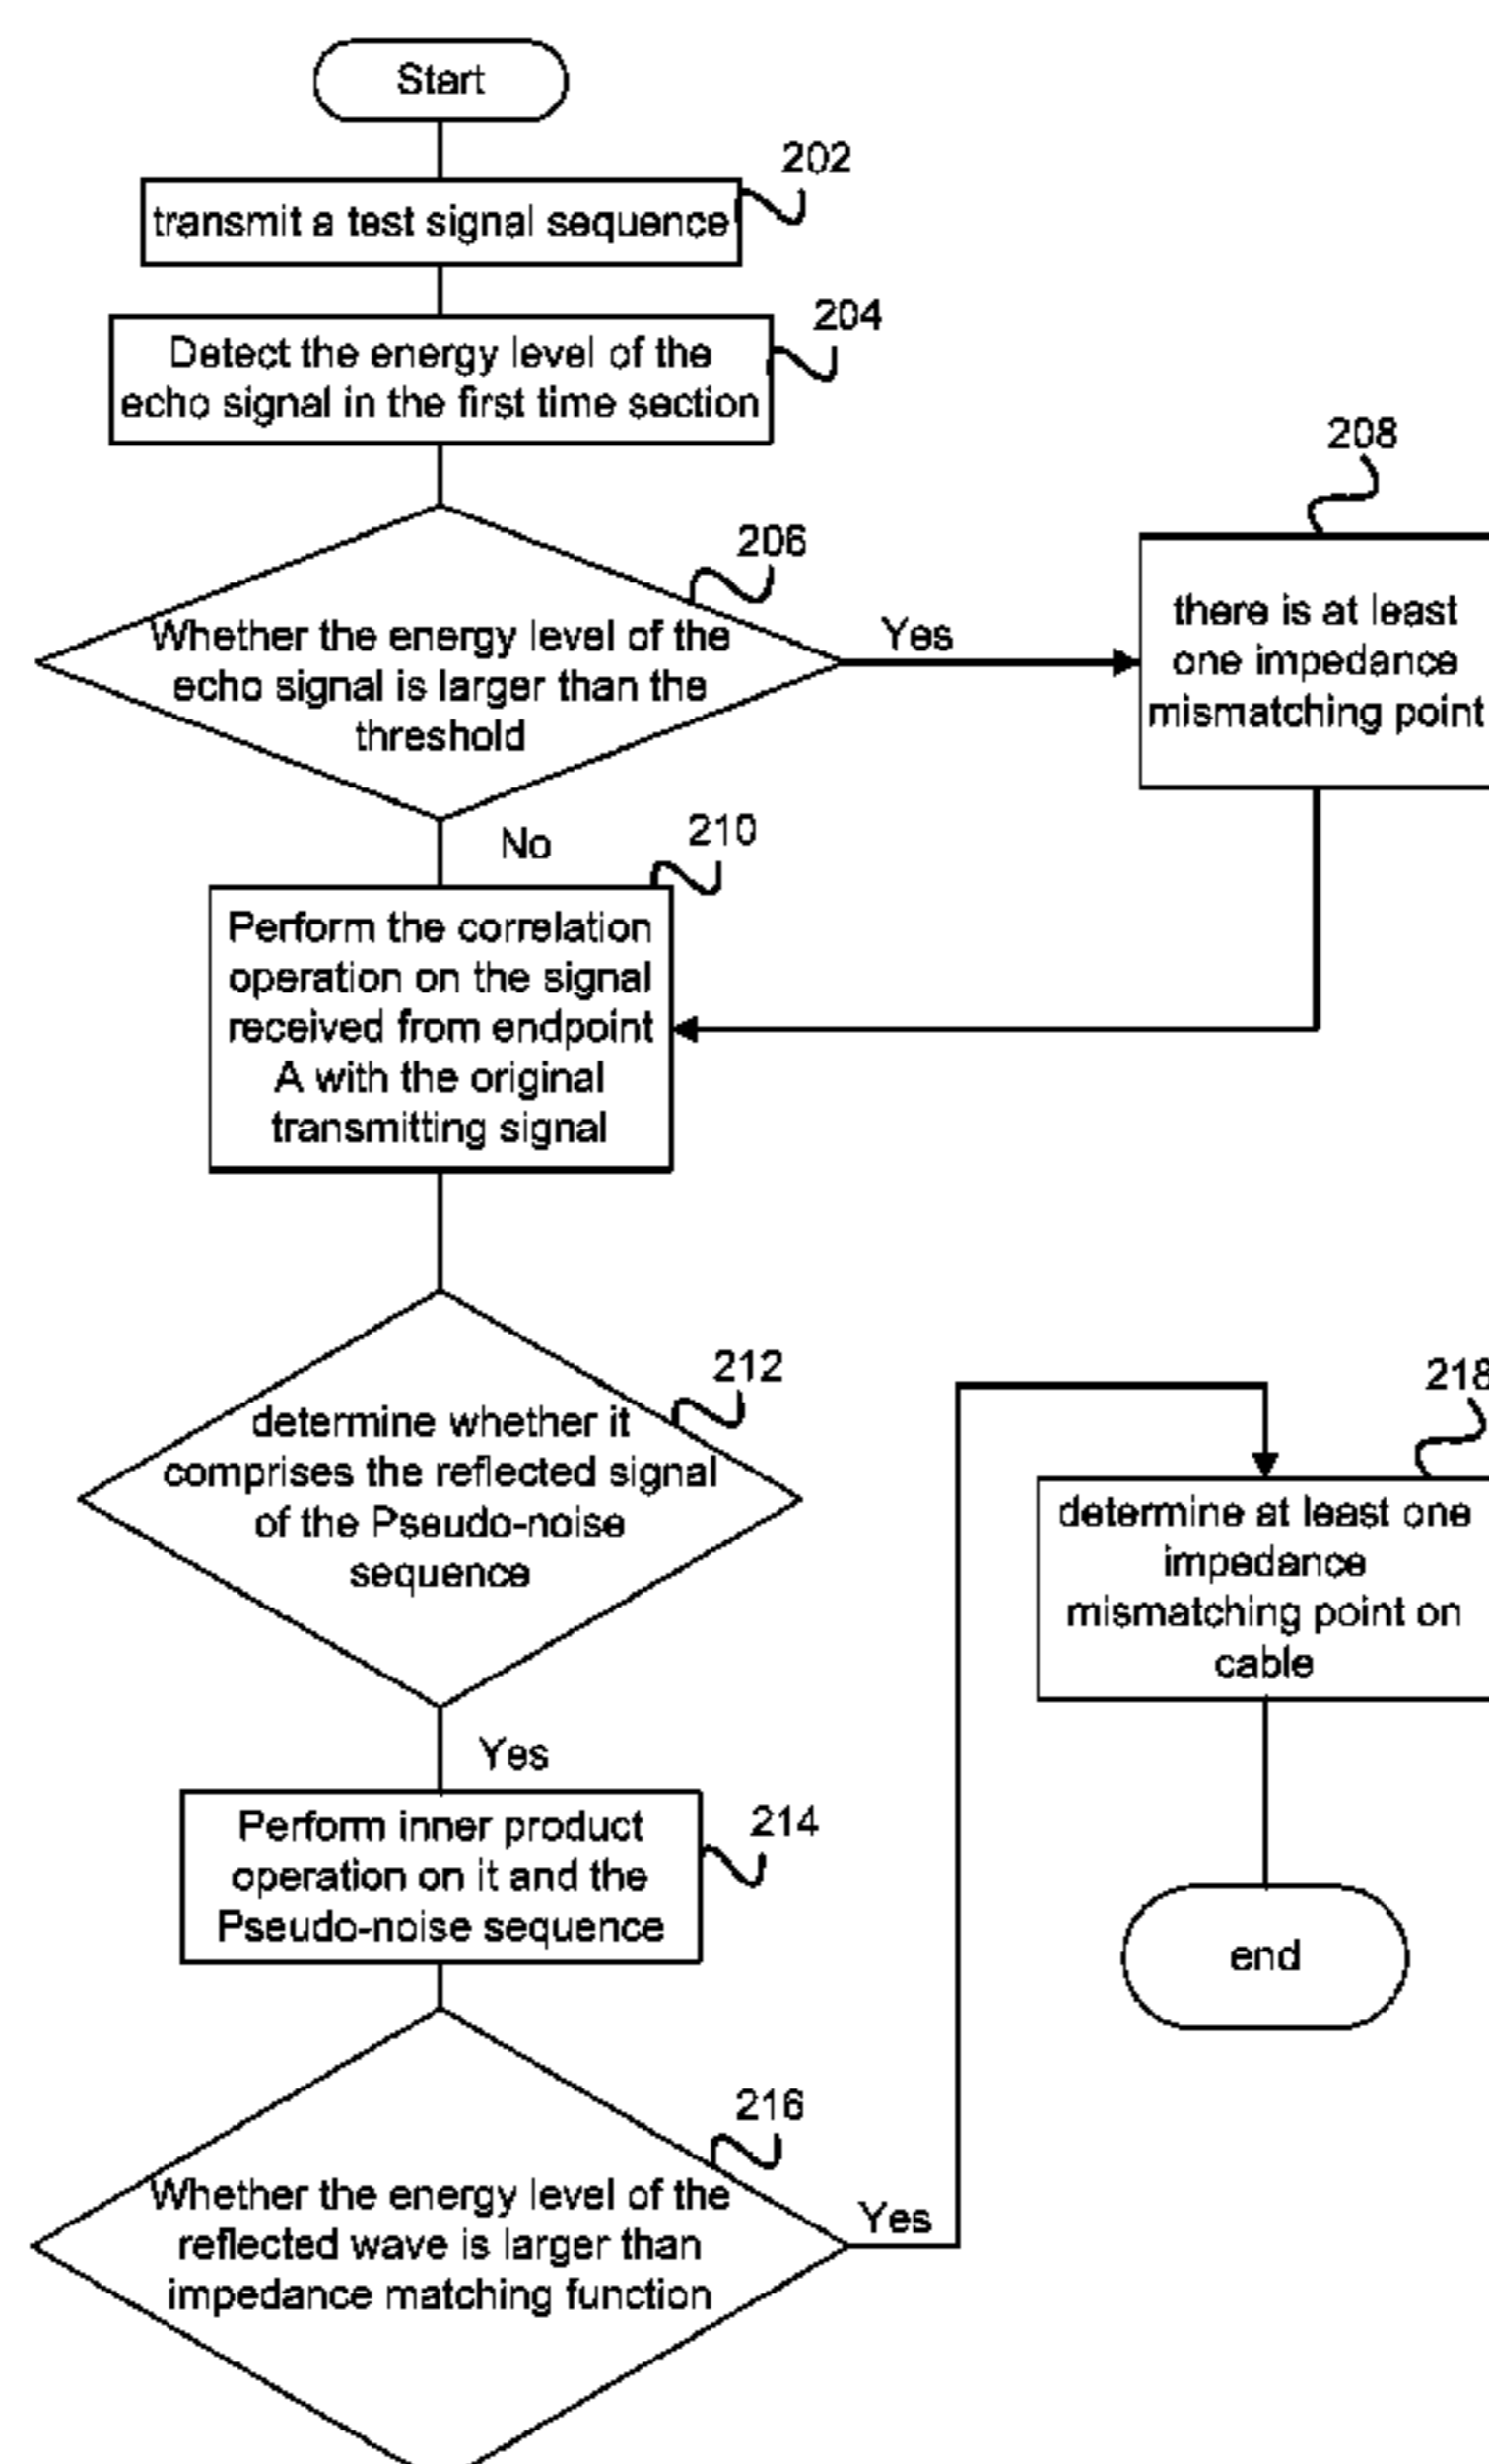 Start
202
transmit a test signal sequence
204
Detect the energy level of the
echo signal in the first time section
206
Whether the energy level of the
echo signal is larger than the
threshold
Yes
208
there is at least
one impedance
mismatching point
No
210
Perform the correlation
operation on the signal
received from endpoint
A with the original
transmitting signal
212
determine whether it
comprises the reflected signal
of the Pseudo-noise
sequence
Yes
214
Perform inner product
operation on it and the
Pseudo-noise sequence
216
Whether the energy level of the
reflected wave is larger than
impedance matching function
Yes
218
determine at least one
impedance
mismatching point on
cable
end